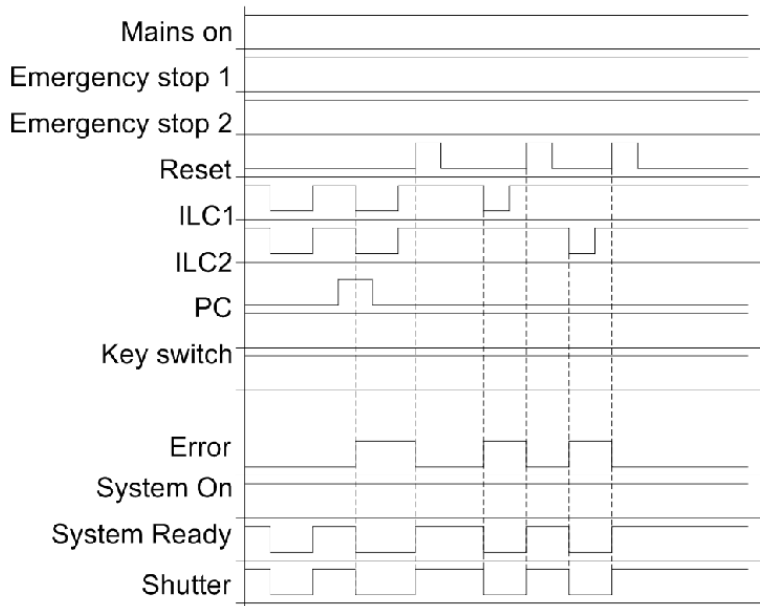 Mains on
Emergency stop 1
Emergency stop 2
Reset
ILC1
ILC2
PC
Key switch
Error
System On
System Ready
Shutter